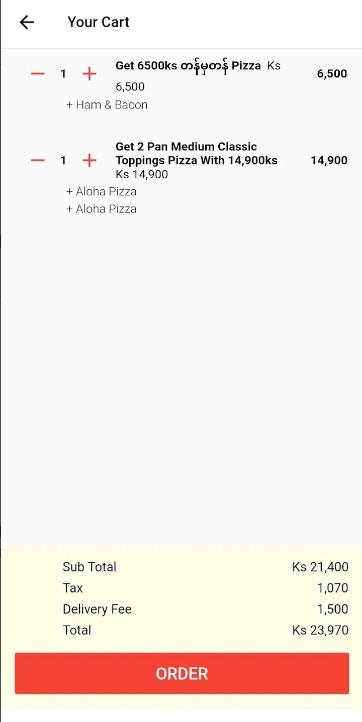 Your Cart
1 Get 6500ks တန်မှတန် Pizza Ks 6,500
6,500
+ Ham & Bacon
1 Get 2 Pan Medium Classic
Toppings Pizza With 14,900ks 14,900
Ks 14,900
+ Aloha Pizza
+ Aloha Pizza
Sub Total Ks 21,400
Tax 1,070
Delivery Fee 1,500
Total Ks 23,970
ORDER